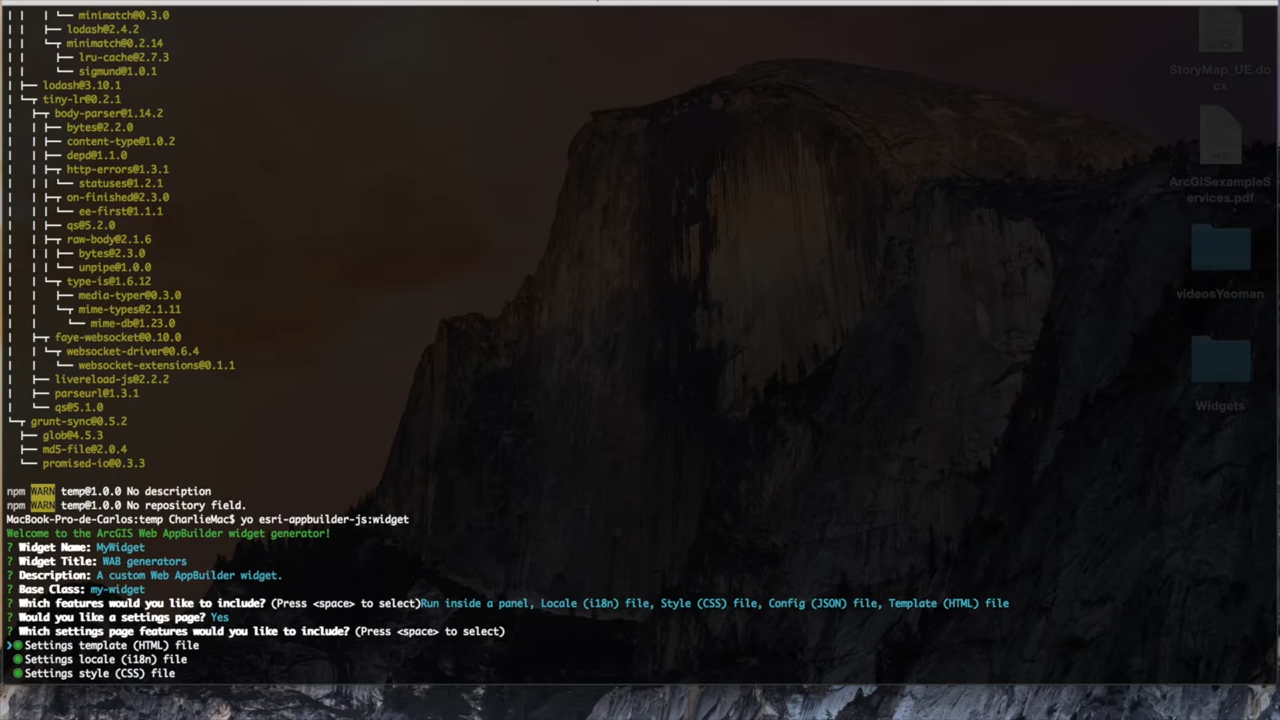 │ │   │ └── minimatch@0.3.0
│ │   ├── lodash@2.4.2
│ │   └─┬ minimatch@0.2.14
│ │     ├── lru-cache@2.7.3
│ │     └── sigmund@1.0.1
│ ├── lodash@3.10.1
│ └─┬ tiny-lr@0.2.1
│   ├─┬ body-parser@1.14.2
│   │ ├── bytes@2.2.0
│   │ ├── content-type@1.0.2
│   │ ├── depd@1.1.0
│   │ ├─┬ http-errors@1.3.1
│   │ │ └── statuses@1.2.1
│   │ ├─┬ on-finished@2.3.0
│   │ │ └── ee-first@1.1.1
│   │ ├── qs@5.2.0
│   │ ├─┬ raw-body@2.1.6
│   │ │ ├── bytes@2.3.0
│   │ │ └── unpipe@1.0.0
│   │ └─┬ type-is@1.6.12
│   │   ├── media-typer@0.3.0
│   │   └─┬ mime-types@2.1.11
│   │     └── mime-db@1.23.0
│   ├─┬ faye-websocket@0.10.0
│   │ └─┬ websocket-driver@0.6.4
│   │   └── websocket-extensions@0.1.1
│   ├── livereload-js@2.2.2
│   ├── parseurl@1.3.1
│   └── qs@5.1.0
└─┬ grunt-sync@0.5.2
  ├── glob@4.5.3
  ├── md5-file@2.0.4
  └── promised-io@0.3.3
npm WARN temp@1.0.0 No description
npm WARN temp@1.0.0 No repository field.
MacBook-Pro-de-Carlos:temp CharlieMac$ yo esri-appbuilder-js:widget
Welcome to the ArcGIS Web AppBuilder widget generator!
? Widget Name: MyWidget
? Widget Title: WAB generators
? Description: A custom Web AppBuilder widget.
? Base Class: my-widget
? Which features would you like to include? (Press <space> to select)Run inside a panel, Locale (i18n) file, Style (CSS) file, Config (JSON) file, Template (HTML) file
? Would you like a settings page? Yes
? Which settings page features would you like to include? (Press <space> to select)
❯◉ Settings template (HTML) file
◉ Settings locale (i18n) file
◉ Settings style (CSS) file
StoryMap_UE.do
cx
ArcGISexampleS
ervices.pdf
videosYeoman
Widgets